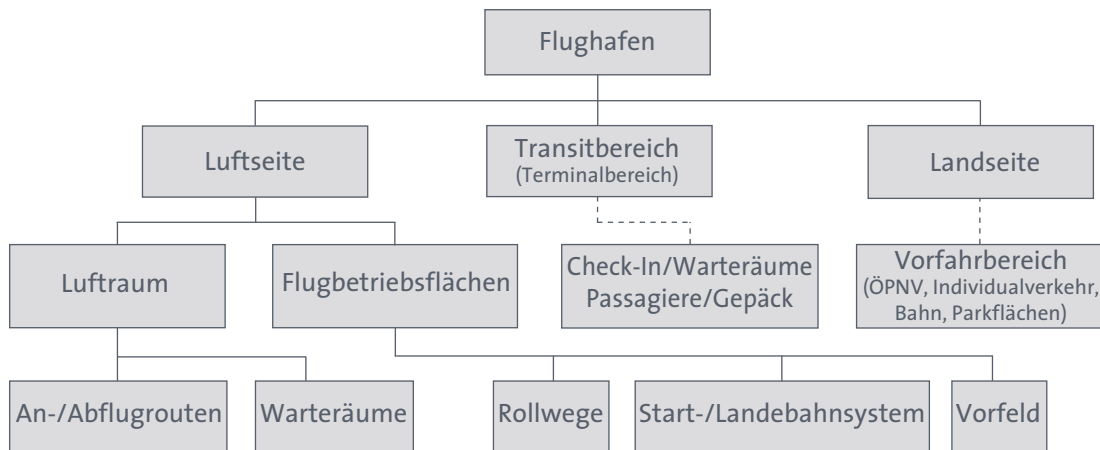 Flughafen
Luftseite
Transitbereich
(Terminalbereich)
Landseite
Luftraum
Flugbetriebsflächen
Check-In/Warteräume
Passagiere/Gepäck
Vorfahrbereich
(ÖPNV, Individualverkehr,
Bahn, Parkflächen)
An-/Abflugrouten
Warteräume
Rollwege
Start-/Landebahnsystem
Vorfeld